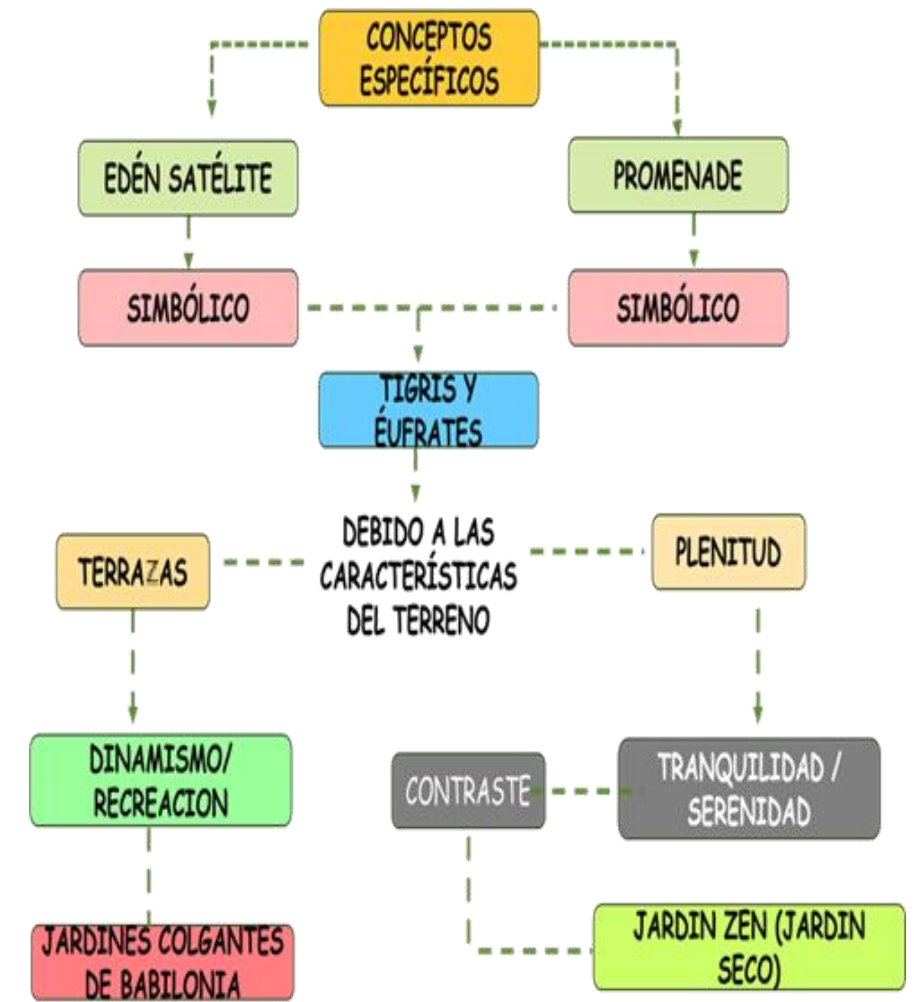 CONCEPTOS
ESPECÍFICOS
EDÉN SATÉLITE
PROMENADE
SIMBÓLICO
SIMBÓLICO
TIGRIS Y
ÉUFRATES
DEBIDO A LAS
CARACTERÍSTICAS
DEL TERRENO
TERRAZAS
PLENITUD
DINAMISMO/
RECREACION
CONTRASTE
TRANQUILIDAD /
SERENIDAD
JARDINES COLGANTES
DE BABILONIA
JARDIN ZEN (JARDIN
SECO)